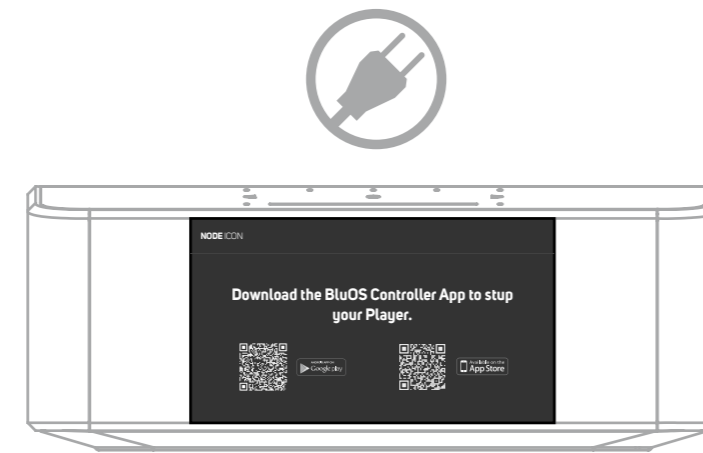 NODE ICON
Download the BluOS Controller App to stup
your Player.
Google play
Available on the
App Store